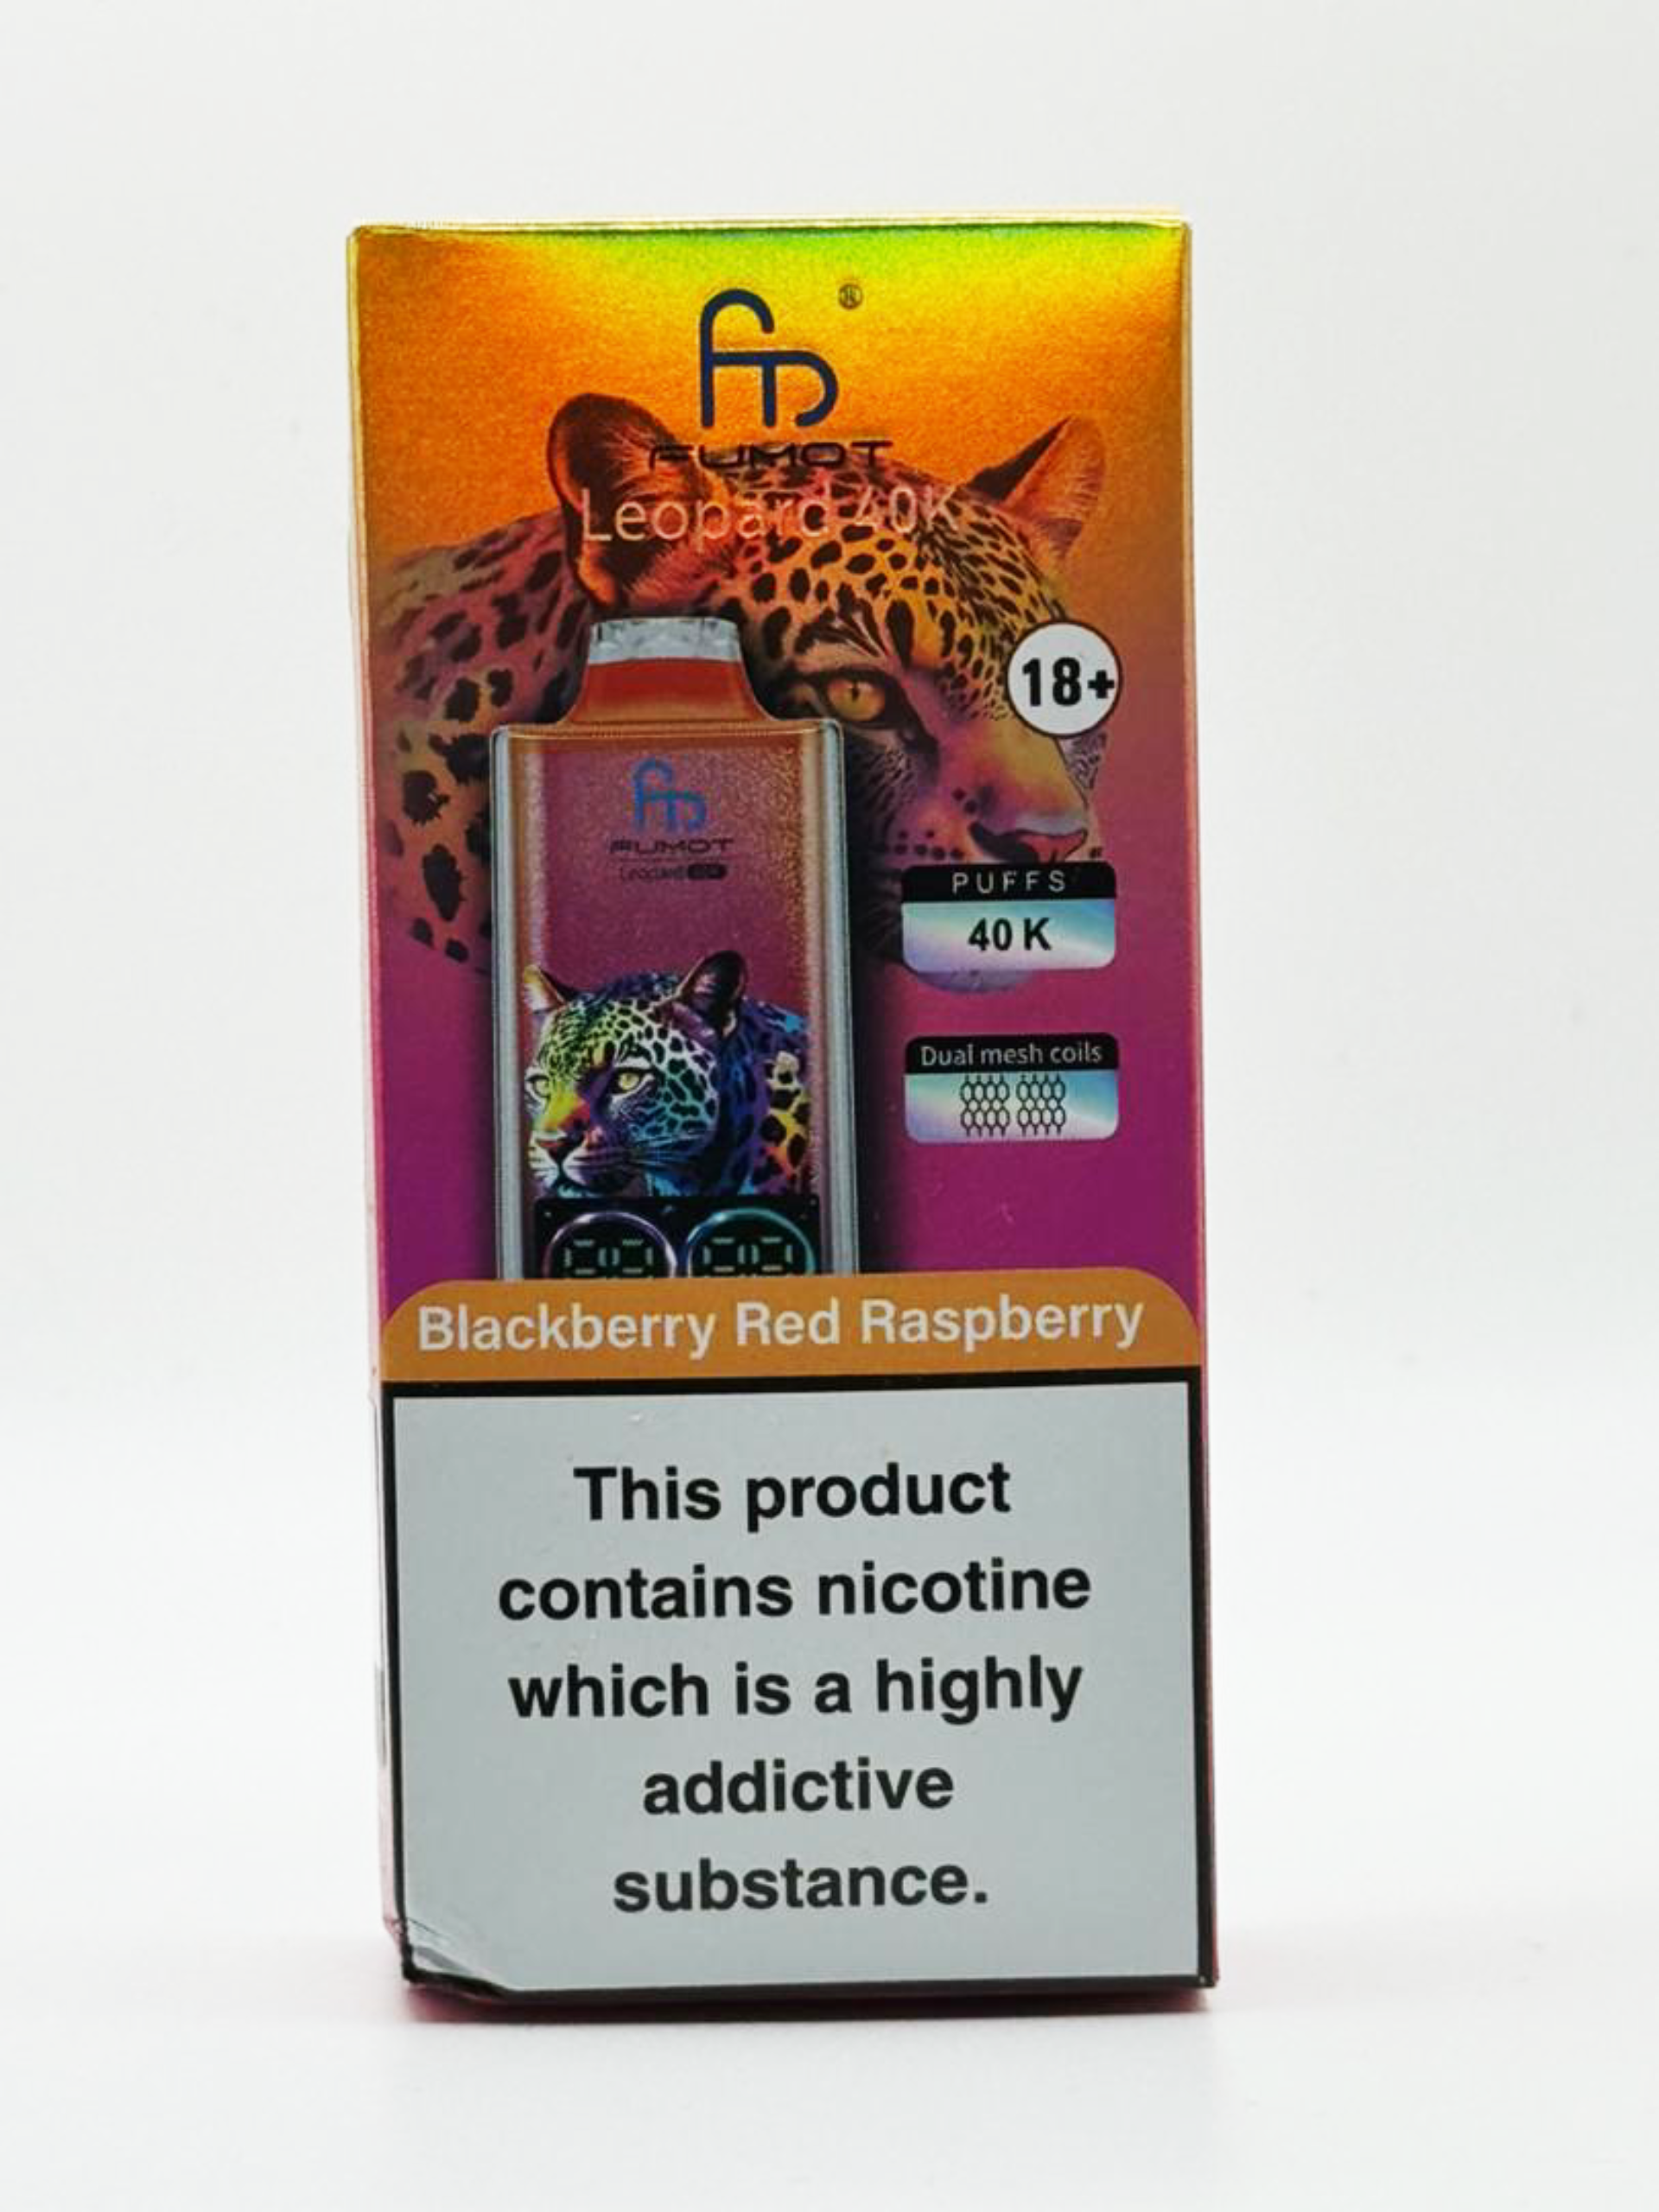 ®
FUMOT
Leopard 40K
18+
FUMOT
Leopard
PUFFS
40 K
Dual mesh coils
Blackberry Red Raspberry
This product
contains nicotine
which is a highly
addictive
substance.